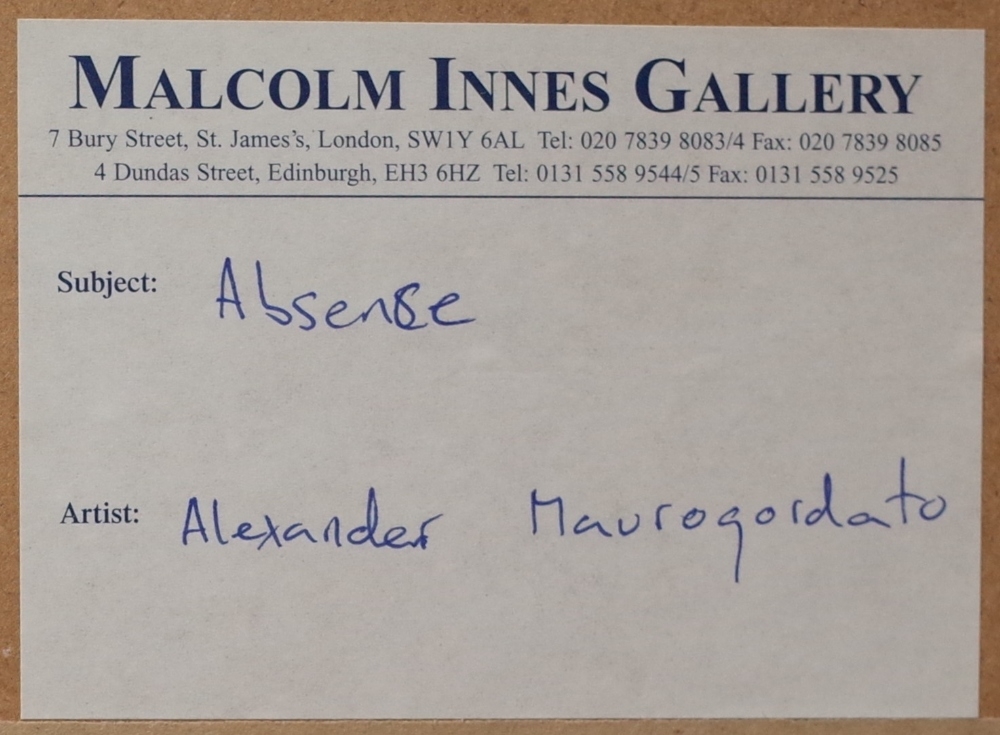 MALCOLM INNES GALLERY
7 Bury Street, St. James's, London, SW1Y 6AL Tel: 020 7839 8083/4 Fax: 020 7839 8085
4 Dundas Street, Edinburgh, EH3 6HZ Tel: 0131 558 9544/5 Fax: 0131 558 9525
Subject: Absense
Artist: Alexander Maurogordato